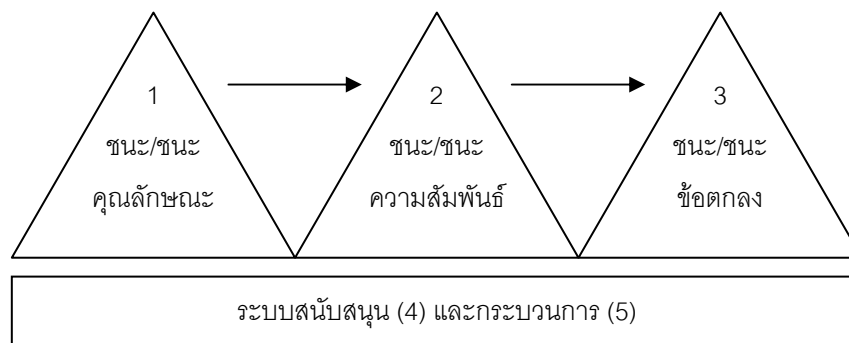 1
ชนะ/ชนะ
คุณลักษณะ
2
ชนะ/ชนะ
ความสัมพันธ์
3
ชนะ/ชนะ
ข้อตกลง
ระบบสนับสนุน (4) และกระบวนการ (5)